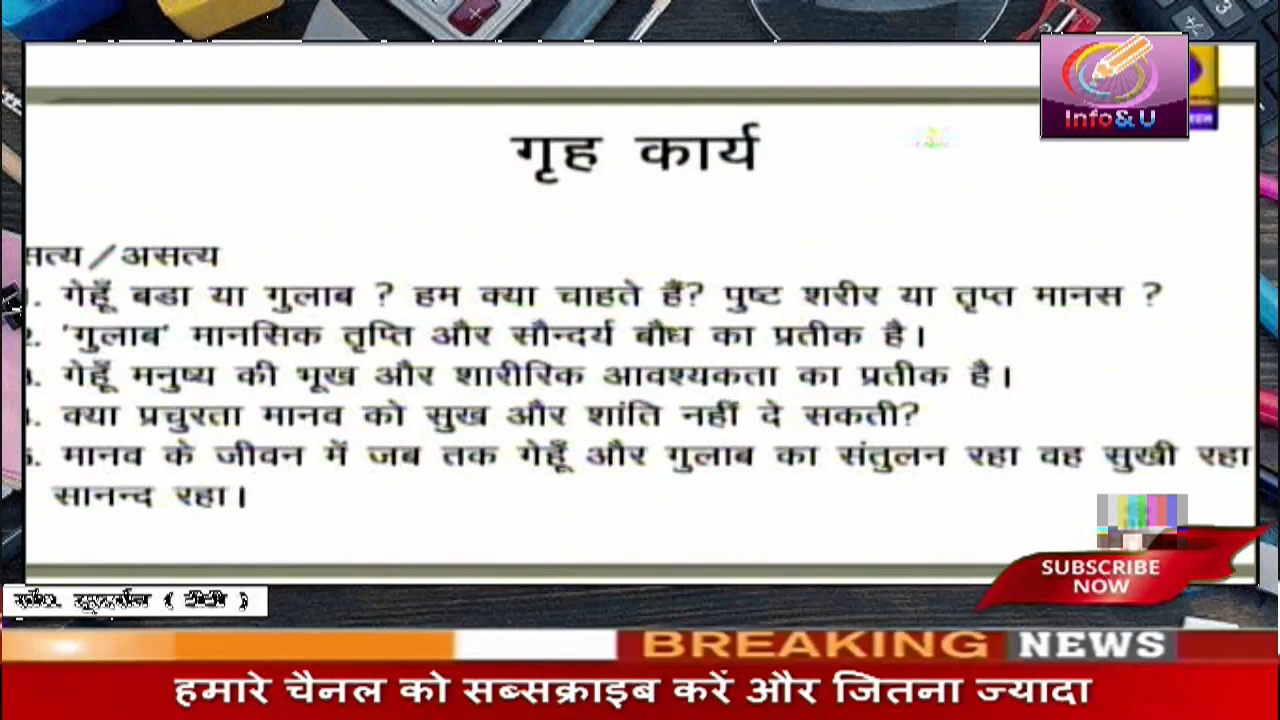 Info&U
गृह कार्य
सत्य/असत्य
. गेहूँ बडा या गुलाब ? हम क्या चाहते हैं? पुष्ट शरीर या तृप्त मानस ?
2. 'गुलाब' मानसिक तृप्ति और सौन्दर्य बौध का प्रतीक है।
. गेहूँ मनुष्य की भूख और शारीरिक आवश्यकता का प्रतीक है।
. क्या प्रचुरता मानव को सुख और शांति नहीं दे सकती?
. मानव के जीवन में जब तक गेहूँ और गुलाब का संतुलन रहा वह सुखी रहा
सानन्द रहा।
SUBSCRIBE
NOW
BREAKING NEWS
हमारे चैनल को सब्सक्राइब करें और जितना ज्यादा